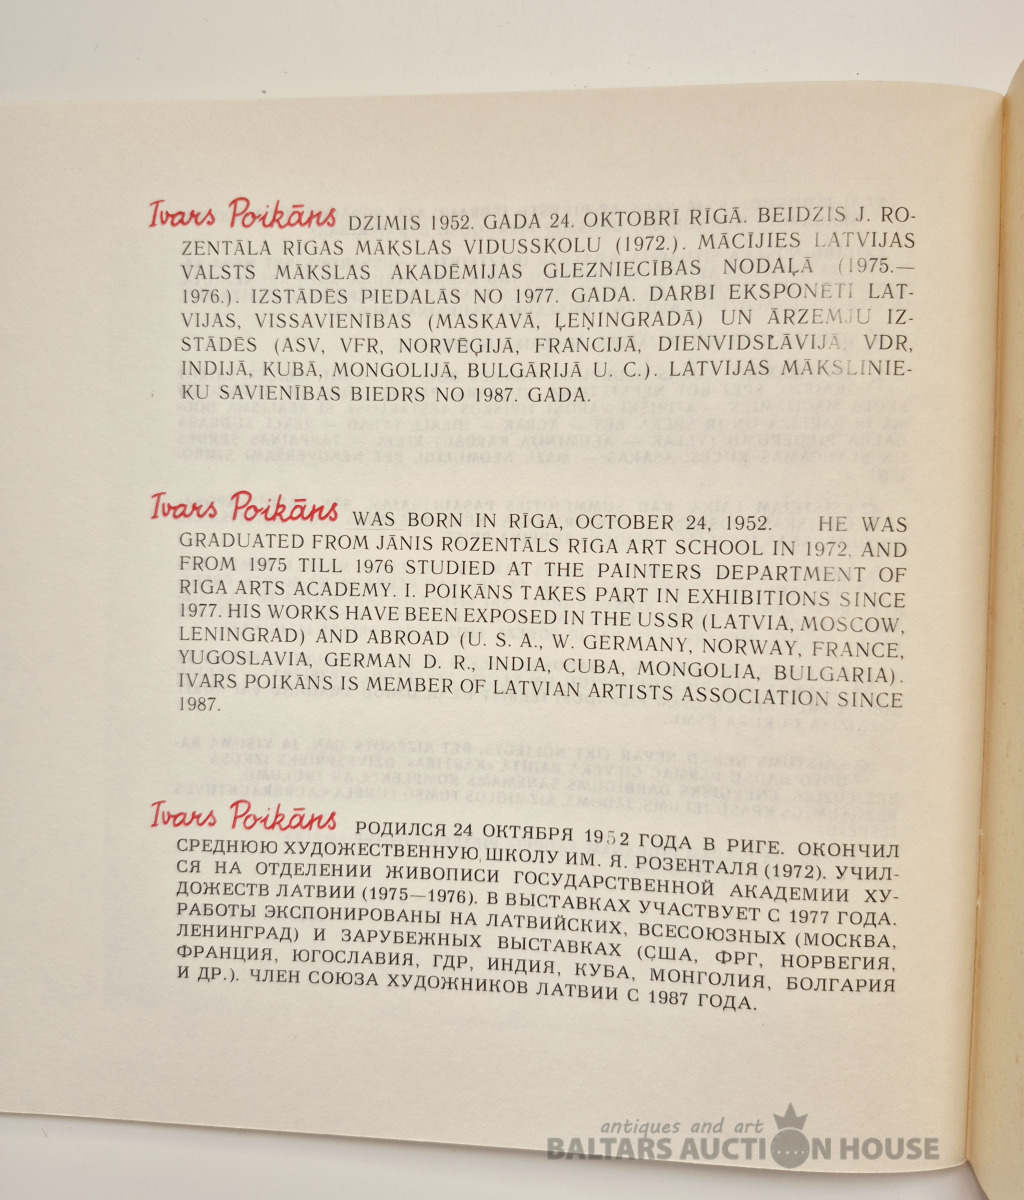 Ivars Poikāns DZIMIS 1952. GADA 24. OKTOBRĪ RĪGĀ. BEIDZIS J. RO-
ZENTĀLA RĪGAS MĀKSLAS VIDUSSKOLU (1972.). MĀCĪJIES LATVIJAS
VALSTS MĀKSLAS AKADĒMIJAS GLEZNIECĪBAS NODAĻĀ (1975.—
1976.). IZSTĀDĒS PIEDALĀS NO 1977. GADA. DARBI EKSPONĒTI LAT-
VIJAS, VISSAVIENĪBAS (MASKAVĀ, ĻEŅINGRADĀ) UN ĀRZEMJU IZ-
STĀDĒS (ASV, VFR, NORVĒĢIJĀ, FRANCIJĀ, DIENVIDSLĀVIJĀ, VDR,
INDIJĀ, KUBĀ, MONGOLIJĀ, BULGĀRIJĀ U. C.). LATVIJAS MĀKSLINIE-
KU SAVIENĪBAS BIEDRS NO 1987. GADA.
Ivars Poikāns WAS BORN IN RĪGA, OCTOBER 24, 1952. HE WAS
GRADUATED FROM JĀNIS ROZENTĀLS RĪGA ART SCHOOL IN 1972, AND
FROM 1975 TILL 1976 STUDIED AT THE PAINTERS DEPARTMENT OF
RIGA ARTS ACADEMY. I. POIKĀNS TAKES PART IN EXHIBITIONS SINCE
1977. HIS WORKS HAVE BEEN EXPOSED IN THE USSR (LATVIA, MOSCOW,
LENINGRAD) AND ABROAD (U. S. A., W. GERMANY, NORWAY, FRANCE,
YUGOSLAVIA, GERMAN D. R., INDIA, CUBA, MONGOLIA, BULGARIA).
IVARS POIKĀNS IS MEMBER OF LATVIAN ARTISTS ASSOCIATION SINCE
1987.
Ivars Poikāns РОДИЛСЯ 24 ОКТЯБРЯ 1952 ГОДА В РИГЕ. ОКОНЧИЛ
СРЕДНЮЮ ХУДОЖЕСТВЕННУЮ ШКОЛУ ИМ. Я. РОЗЕНТАЛЯ (1972). УЧИЛ-
СЯ НА ОТДЕЛЕНИИ ЖИВОПИСИ ГОСУДАРСТВЕННОЙ АКАДЕМИИ ХУ-
ДОЖЕСТВ ЛАТВИИ (1975—1976). В ВЫСТАВКАХ УЧАСТВУЕТ С 1977 ГОДА.
РАБОТЫ ЭКСПОНИРОВАНЫ НА ЛАТВИЙСКИХ, ВСЕСОЮЗНЫХ (МОСКВА,
ЛЕНИНГРАД) И ЗАРУБЕЖНЫХ ВЫСТАВКАХ (США, ФРГ, НОРВЕГИЯ,
ФРАНЦИЯ, ЮГОСЛАВИЯ, ГДР, ИНДИЯ, КУБА, МОНГОЛИЯ, БОЛГАРИЯ
И ДР.). ЧЛЕН СОЮЗА ХУДОЖНИКОВ ЛАТВИИ С 1987 ГОДА.
antiques and art
BALTARS AUCTION HOUSE